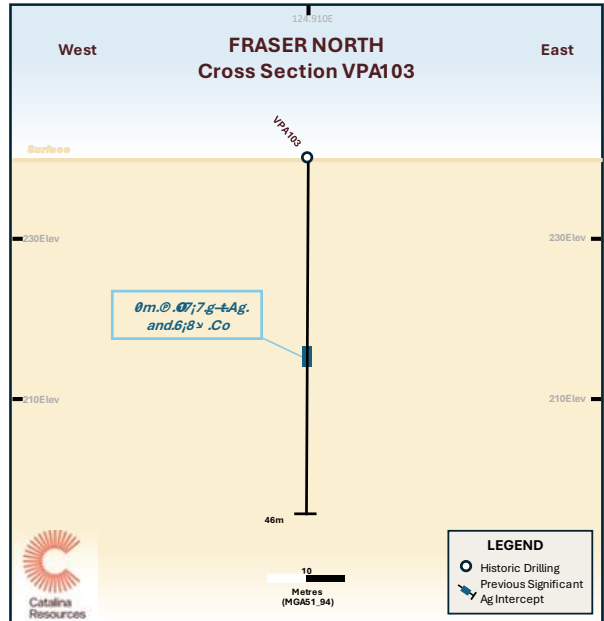 124.910E
West
FRASER NORTH
East
Cross Section VPA103
VPA103
Surface
230Elev
230Elev
and
Co
210Elev
210Elev
46m
10
Metres
(MGA51_94)
Catalina
Resources
LEGEND
Historic Drilling
Previous Significant
Ag Intercept